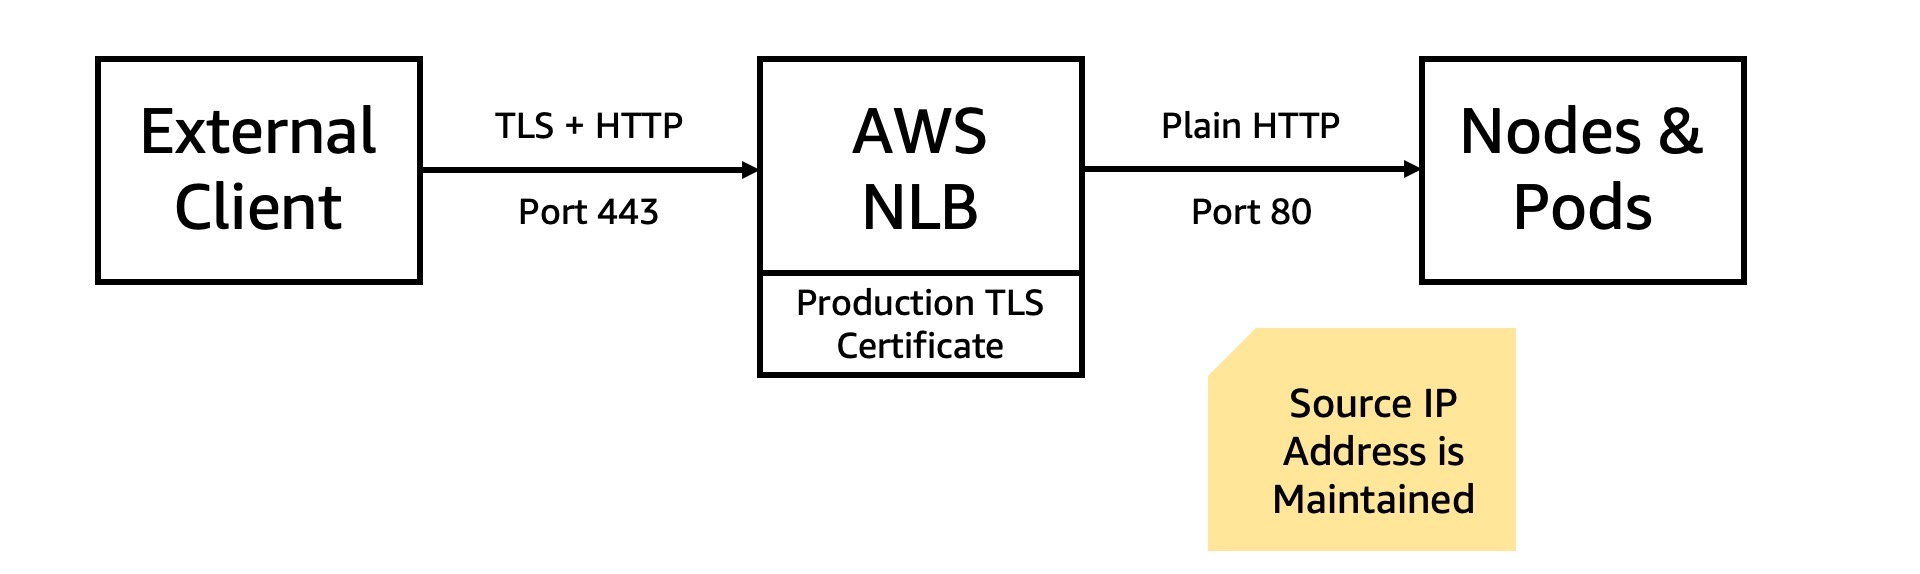 External
Client
TLS + HTTP
Port 443
AWS
NLB
Production TLS
Certificate
Plain HTTP
Port 80
Nodes &
Pods
Source IP
Address is
Maintained